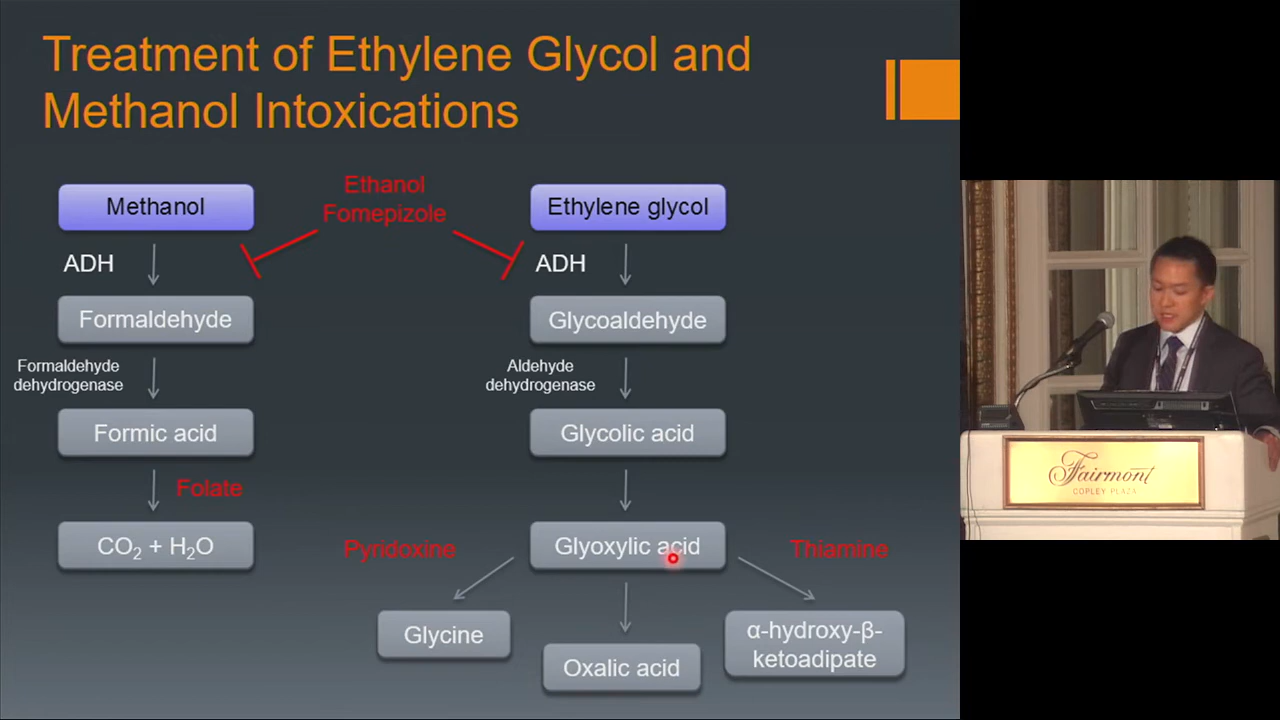 Treatment of Ethylene Glycol and
Methanol Intoxications
Ethanol
Fomepizole
Methanol
Ethylene glycol
ADH
ADH
Formaldehyde
Glycoaldehyde
Formaldehyde
dehydrogenase
Aldehyde
dehydrogenase
Formic acid
Glycolic acid
Folate
CO₂ + H₂O
Pyridoxine
Glyoxylic acid
Thiamine
Glycine
Oxalic acid
α-hydroxy-β-
ketoadipate
Fairmont
COPLEY PLAZA